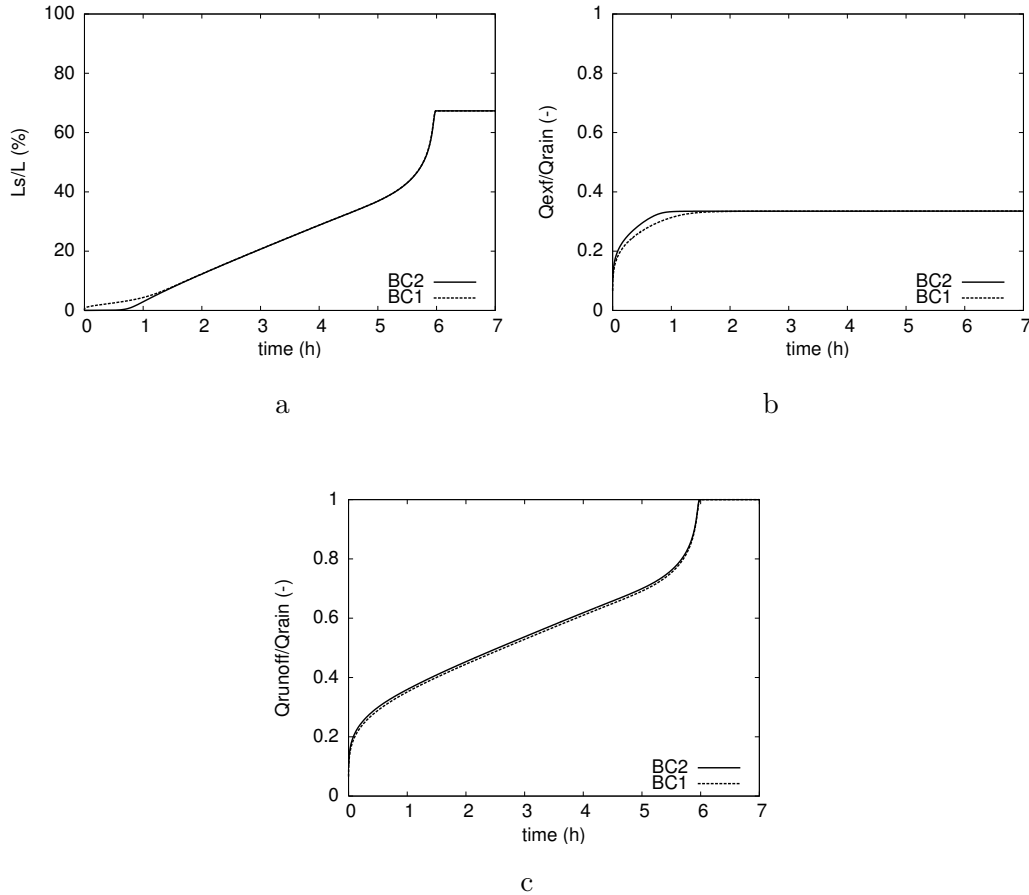 100
80
60
40
20
0
Ls/L (%)
0 1 2 3 4 5 6 7
time (h)
BC2
BC1
a
1
0.8
0.6
0.4
0.2
0
Qexf/Qrain (-)
0 1 2 3 4 5 6 7
time (h)
BC2
BC1
b
1
0.8
0.6
0.4
0.2
0
Qrunoff/Qrain (-)
0 1 2 3 4 5 6 7
time (h)
BC2
BC1
c